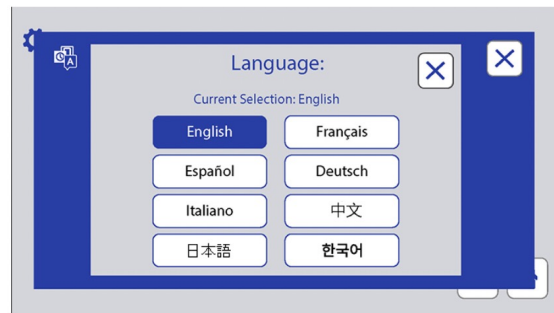 Language:
Current Selection: English
English
Français
Español
Deutsch
Italiano
中文
日本語
한국어